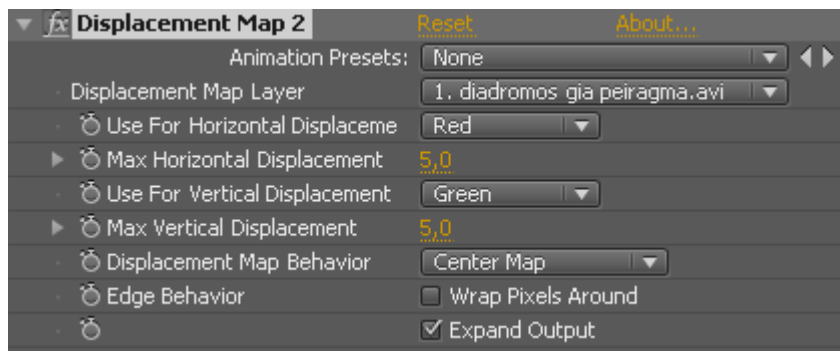 fx Displacement Map 2 Reset About...
Animation Presets: None
Displacement Map Layer 1. diadromos gia peiragma.avi
Use For Horizontal Displaceme Red
Max Horizontal Displacement 5,0
Use For Vertical Displacement Green
Max Vertical Displacement 5,0
Displacement Map Behavior Center Map
Edge Behavior Wrap Pixels Around
Expand Output